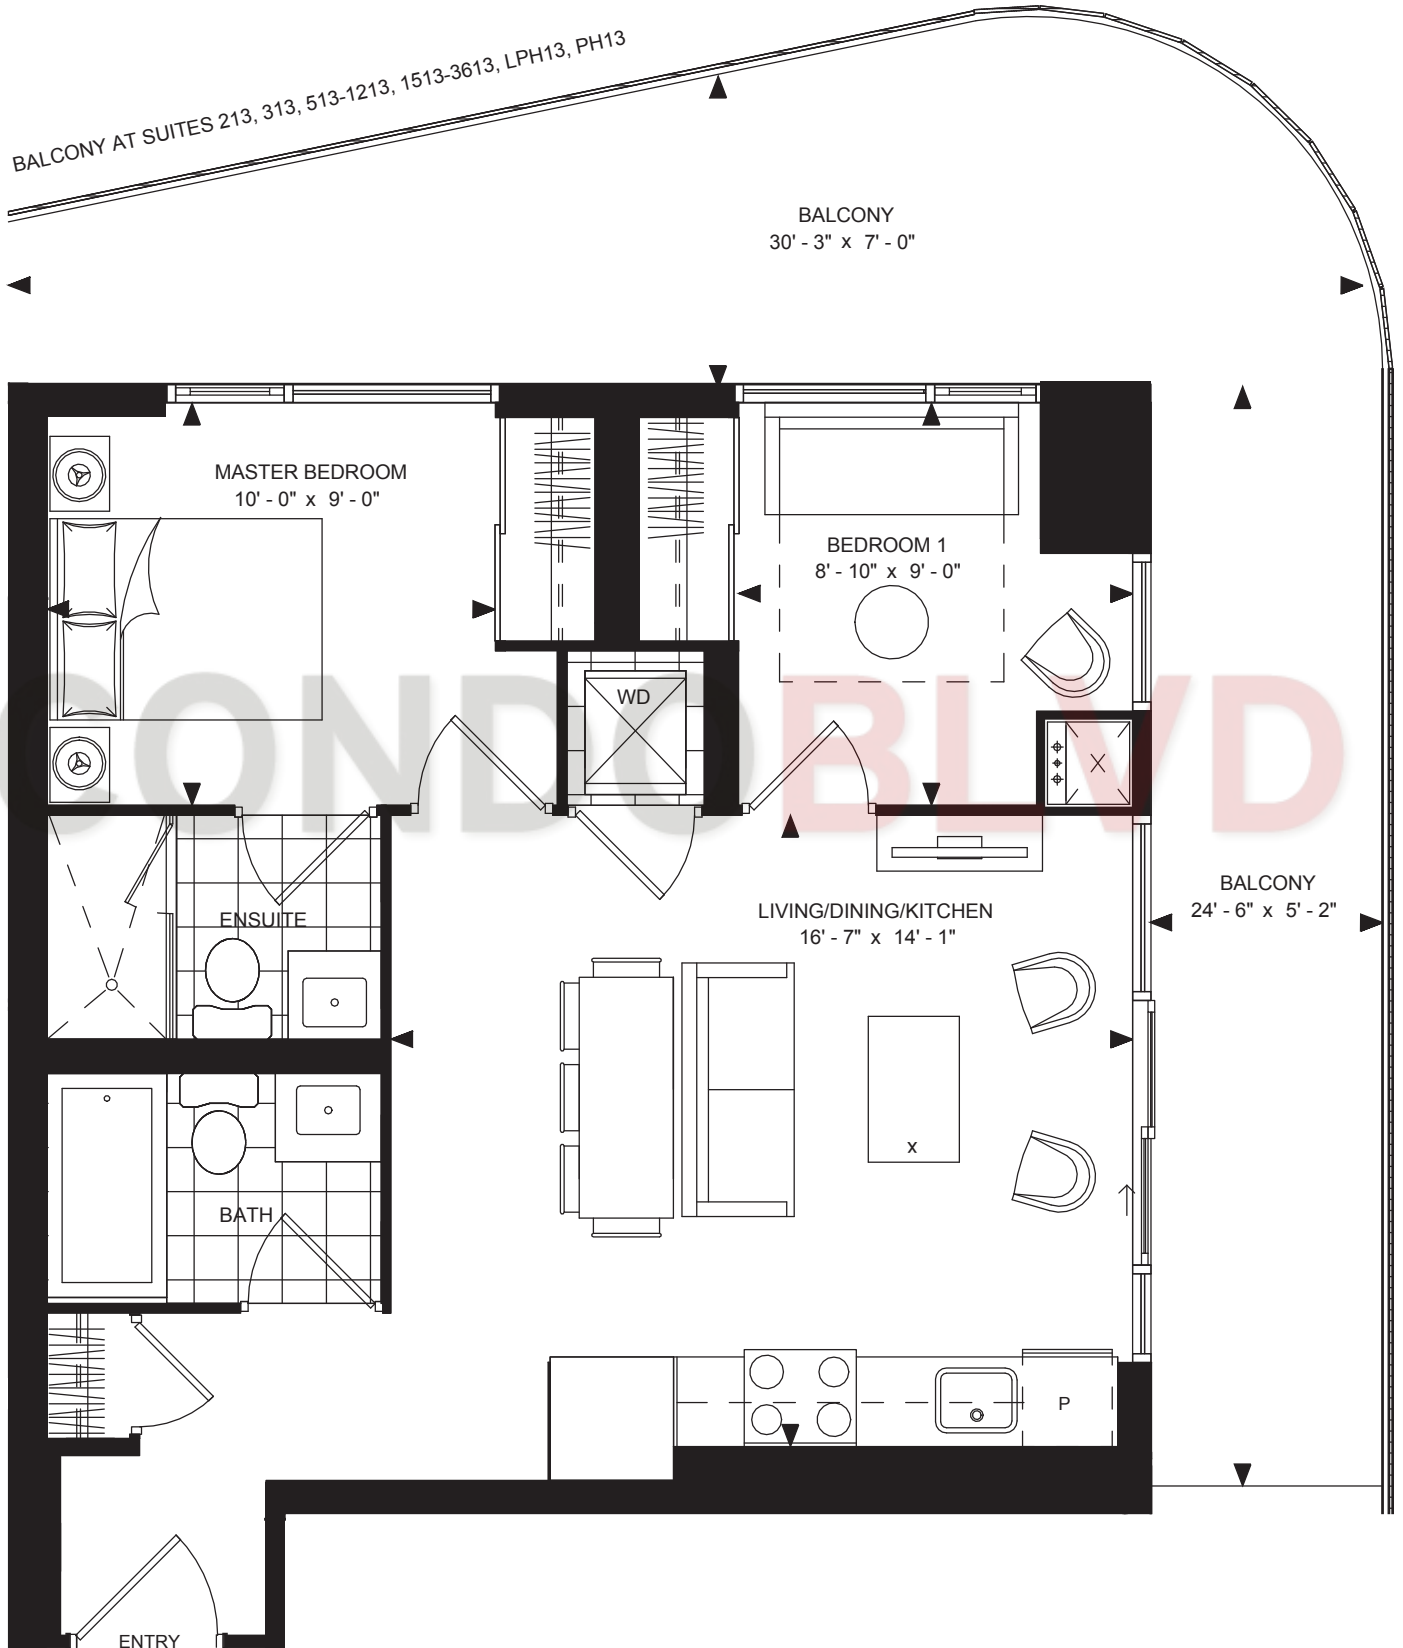 BALCONY AT SUITES 213, 313, 513-1213, 1513-3613, LPH13, PH13
BALCONY
30' - 3" x 7' - 0"
MASTER BEDROOM
10' - 0" x 9' - 0"
BEDROOM 1
8' - 10" x 9' - 0"
WD
CONDOBLVD
BALCONY
24' - 6" x 5' - 2"
LIVING/DINING/KITCHEN
16' - 7" x 14' - 1"
ENSUITE
x
BATH
P
ENTRY